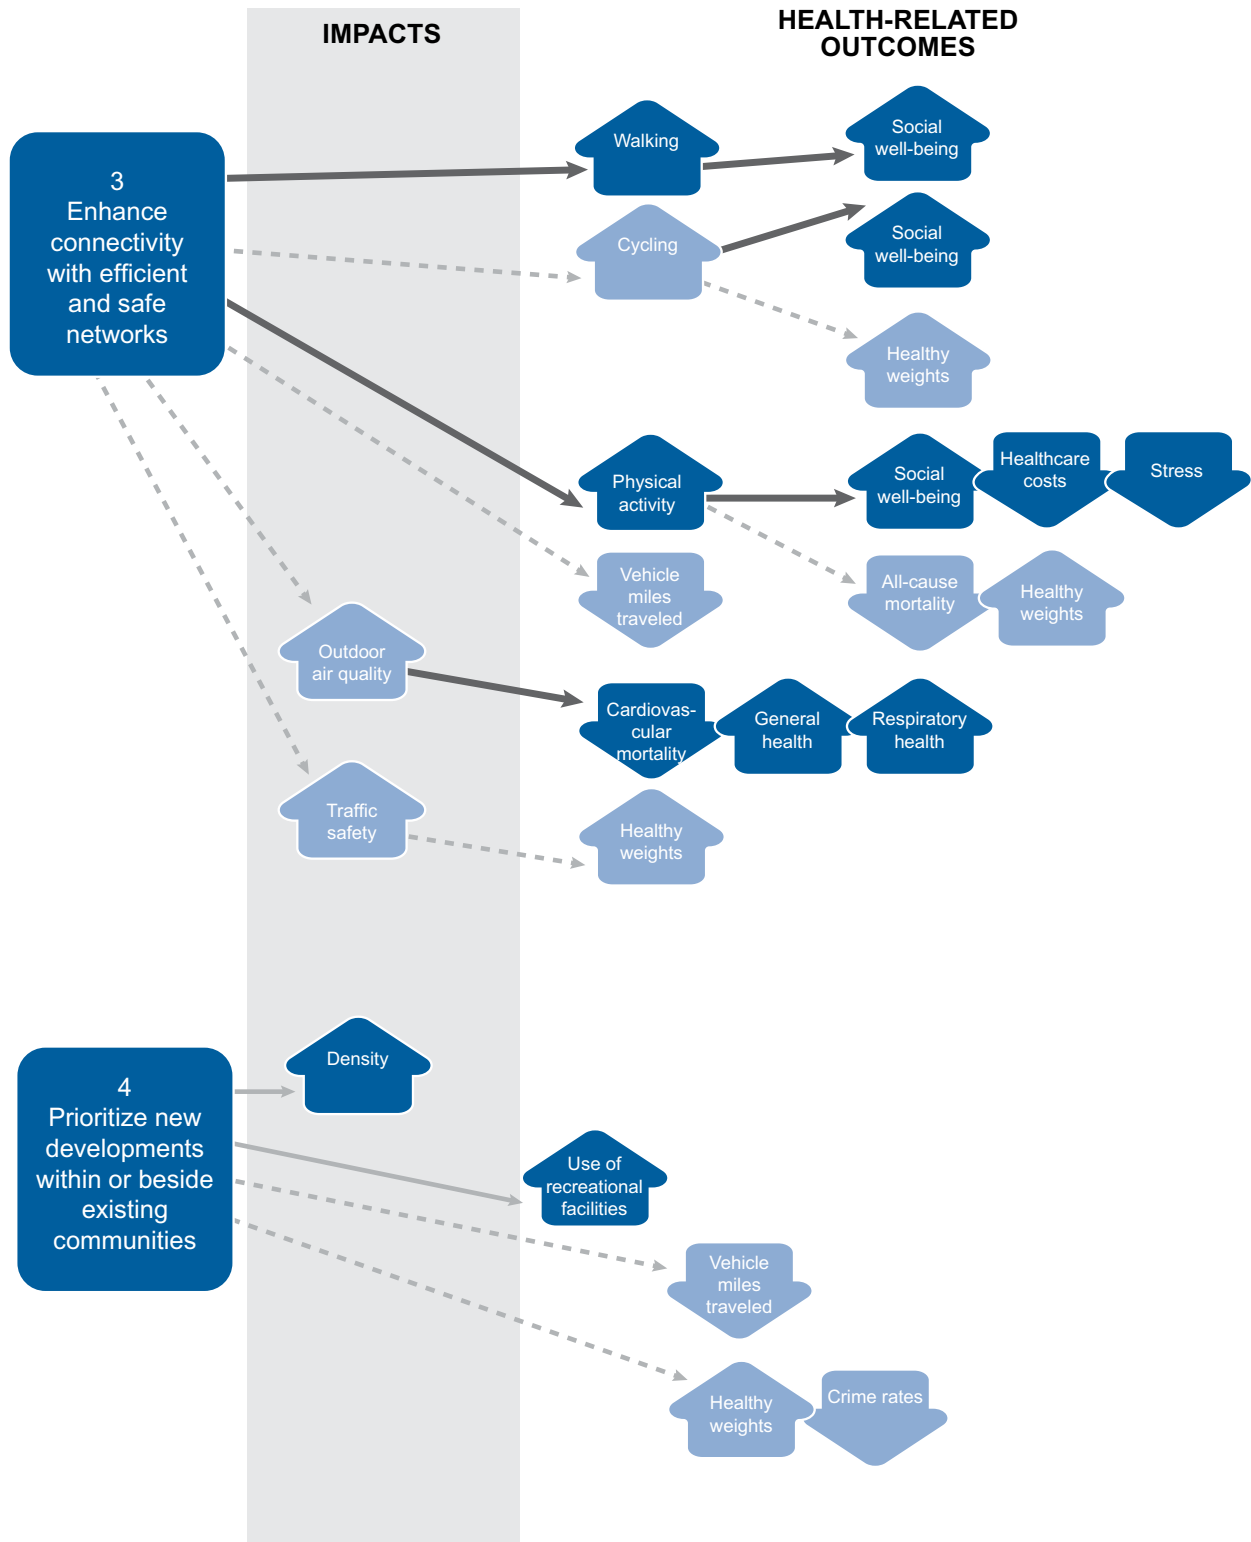 IMPACTS
HEALTH-RELATED
OUTCOMES
3
Enhance
connectivity
with efficient
and safe
networks
Walking
Social
well-being
Cycling
Social
well-being
Healthy
weights
Physical
activity
Social
well-being
Healthcare
costs
Stress
Vehicle
miles
traveled
All-cause
mortality
Healthy
weights
Outdoor
air quality
Cardiovas-
cular
mortality
General
health
Respiratory
health
Traffic
safety
Healthy
weights
4
Prioritize new
developments
within or beside
existing
communities
Density
Use of
recreational
facilities
Vehicle
miles
traveled
Healthy
weights
Crime rates